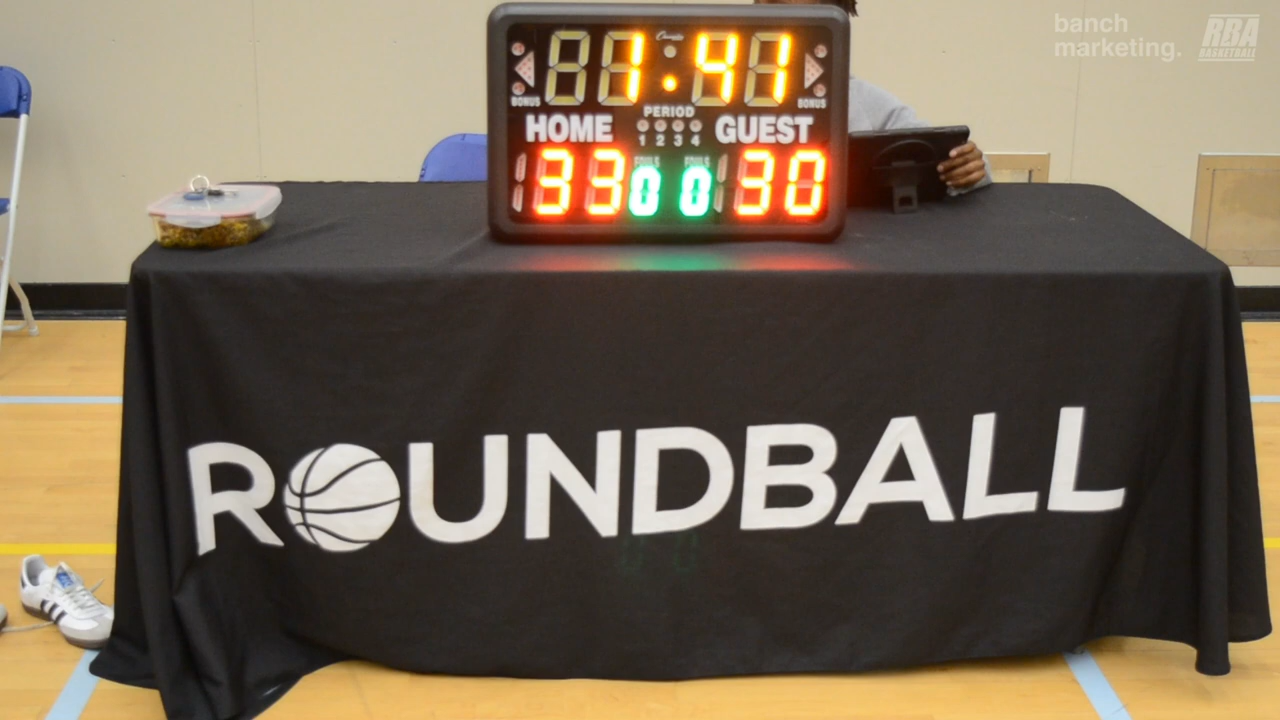 banch
marketing.
RBA
BASKETBALL
1:41
BONUS
BONUS
PERIOD
HOME
1 2 3 4
GUEST
FOULS
FOULS
33
0
0
30
ROUNDBALL